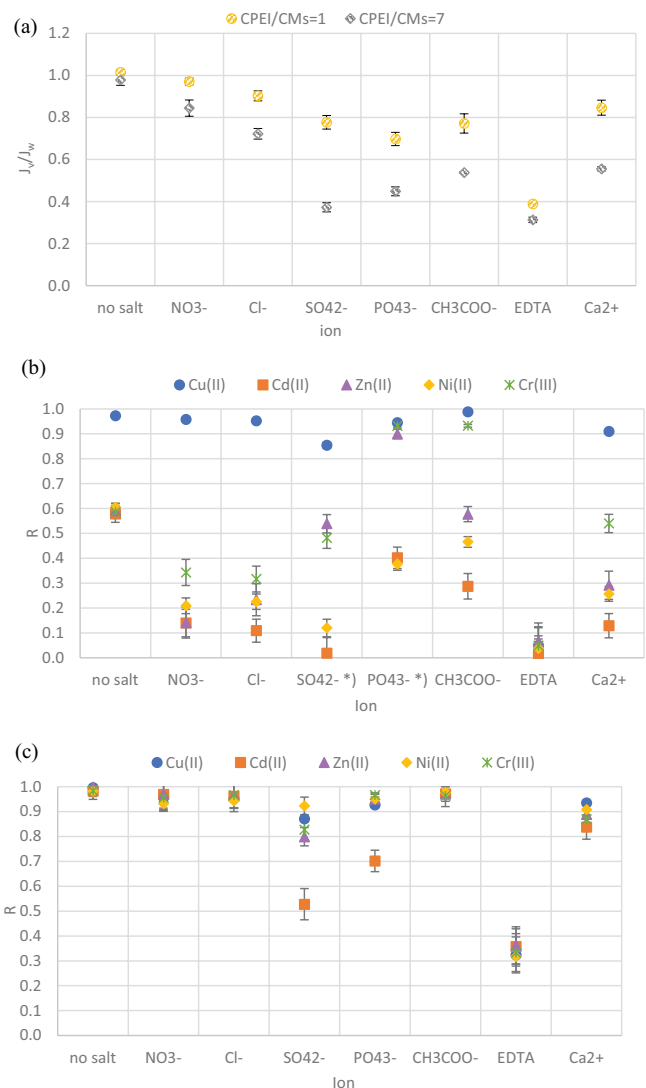 (a)
CPEI/CMs=1 CPEI/CMs=7
1.2
1.0
0.8
0.6
0.4
0.2
0.0
Jv/Jw
no salt NO3- Cl- SO42- PO43- CH3COO- EDTA Ca2+
ion
(b)
Cu(II) Cd(II) Zn(II) Ni(II) Cr(III)
1.0
0.9
0.8
0.7
0.6
0.5
0.4
0.3
0.2
0.1
0.0
R
no salt NO3- Cl- SO42- *) PO43- *) CH3COO- EDTA Ca2+
Ion
(c)
Cu(II) Cd(II) Zn(II) Ni(II) Cr(III)
1.0
0.9
0.8
0.7
0.6
0.5
0.4
0.3
0.2
0.1
0.0
R
no salt NO3- Cl- SO42- PO43- CH3COO- EDTA Ca2+
Ion